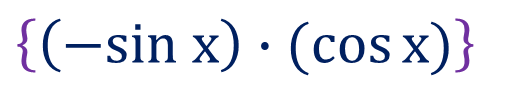 {(−sin x) · (cos x)}